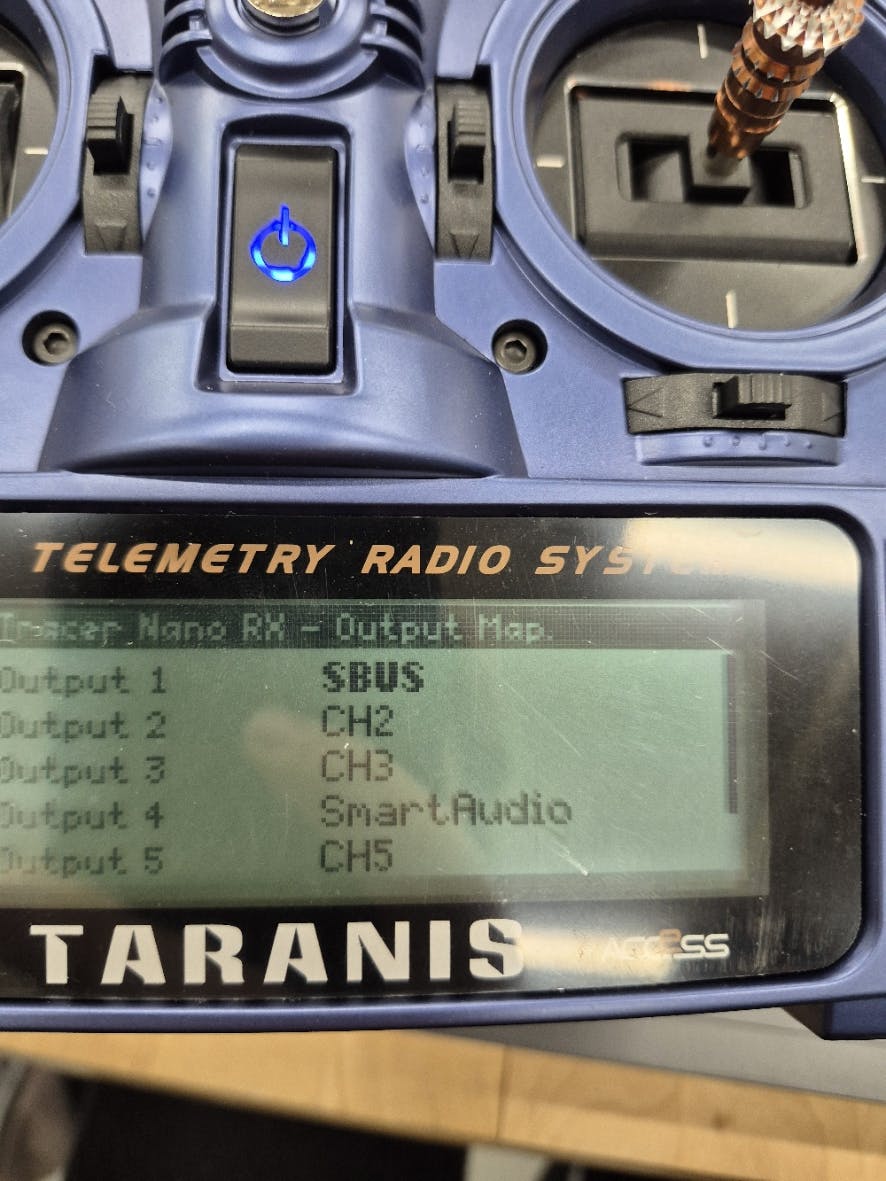 TELEMETRY RADIO SYSTEM
Tracer Nano RX - Output Map.
Output 1 SBUS
Output 2 CH2
Output 3 CH3
Output 4 SmartAudio
Output 5 CH5
TARANIS ACCESS